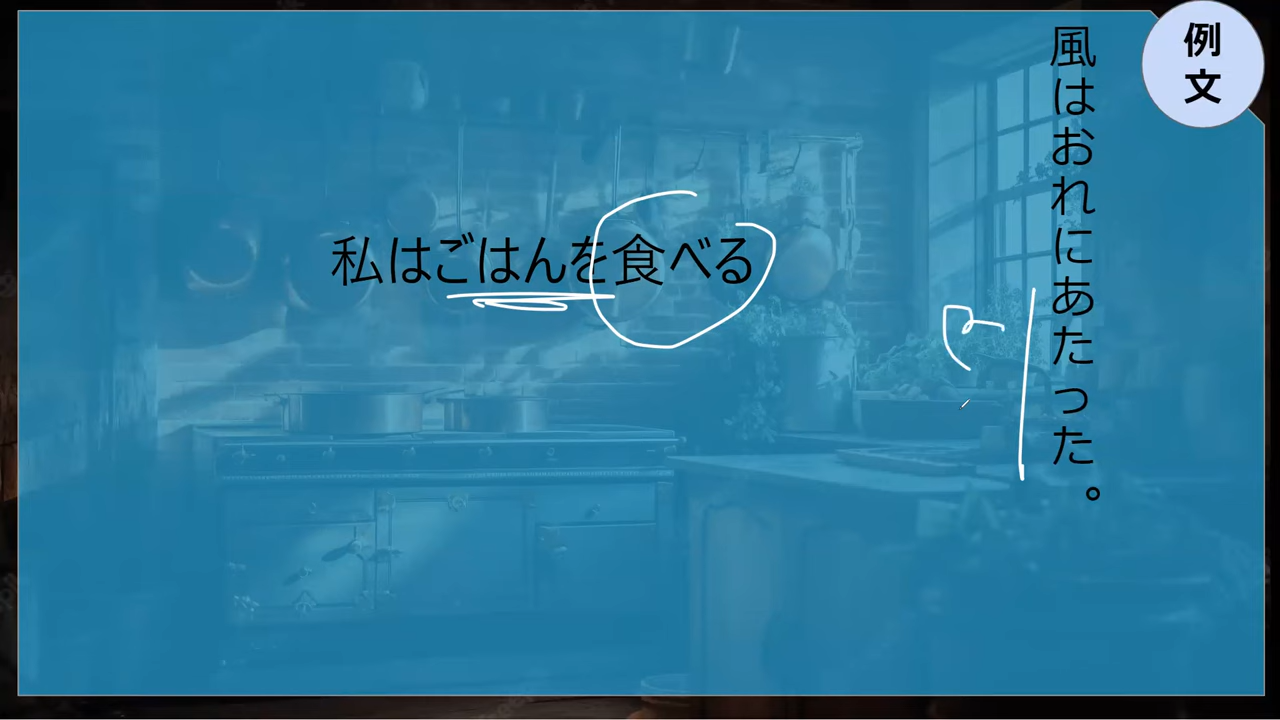 例文
風はおれにあたった。
私はごはんを食べる